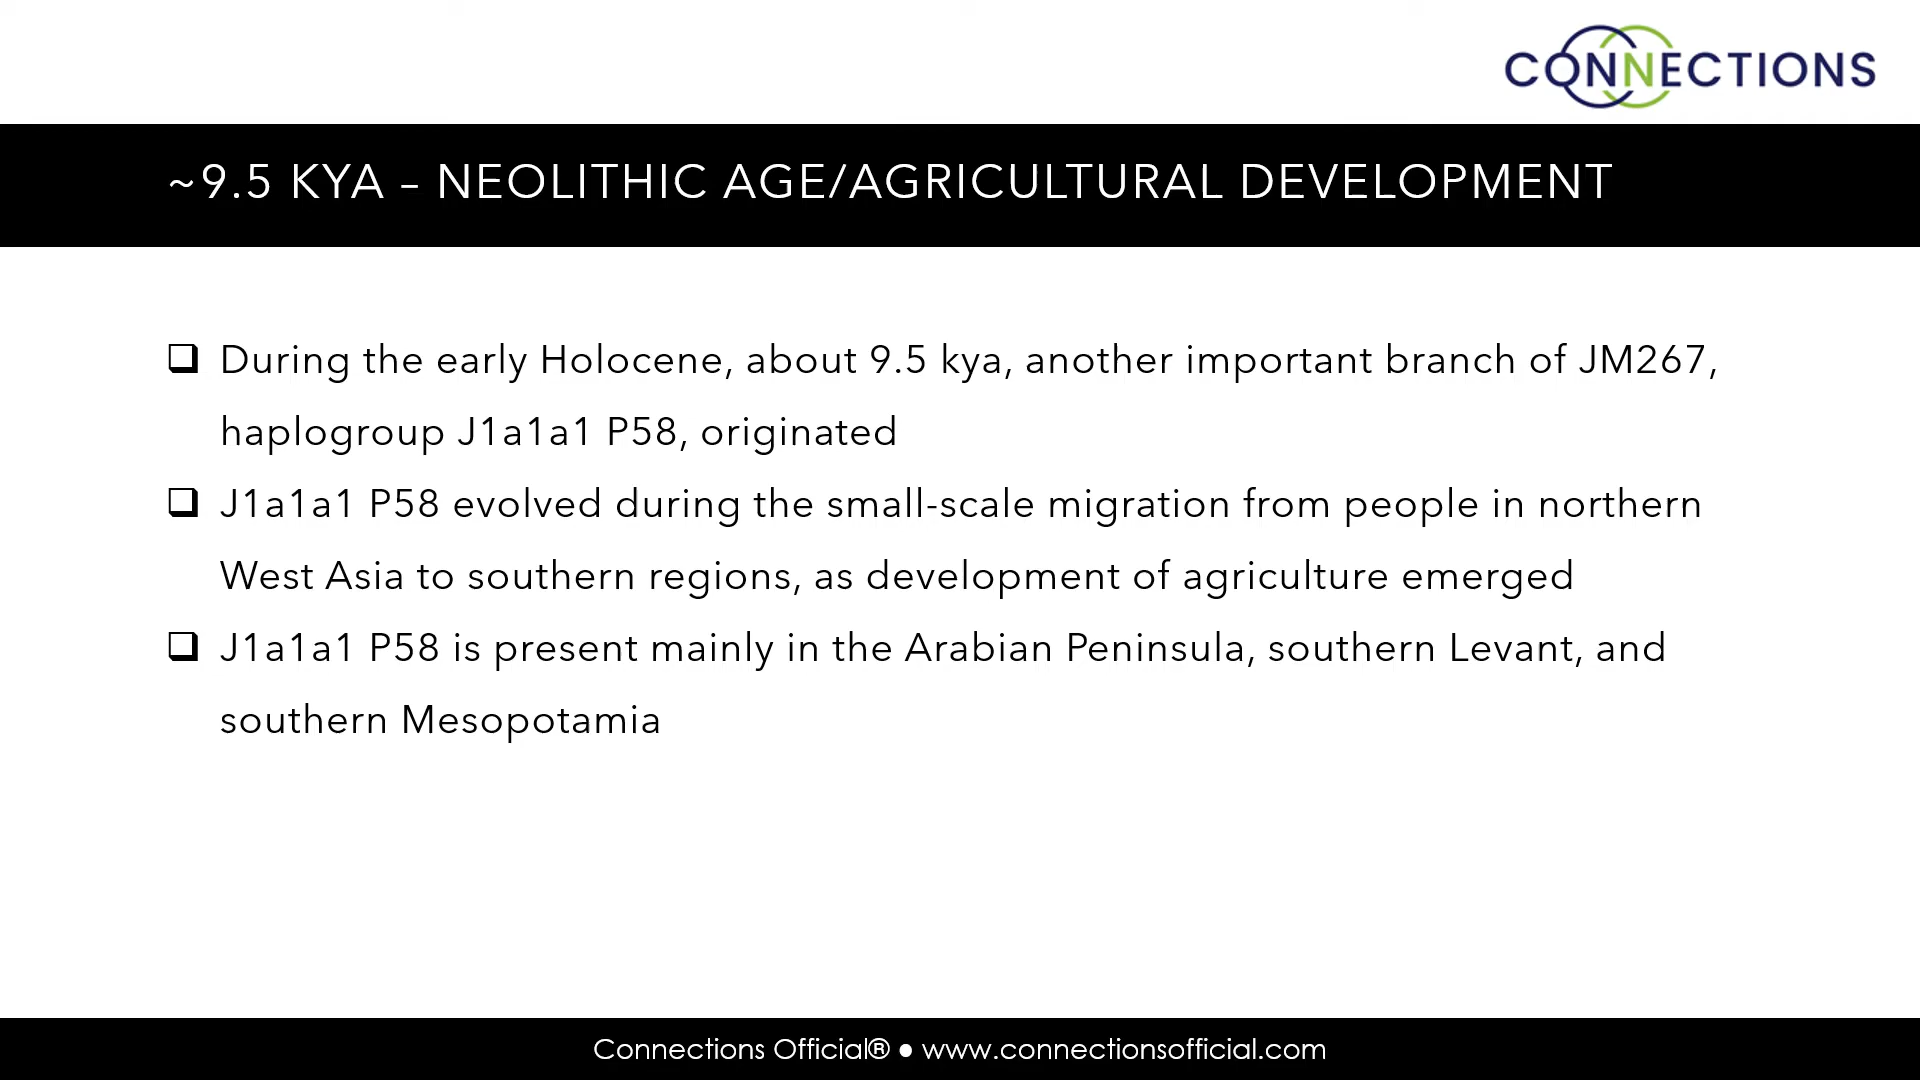 CONNECTIONS
~9.5 KYA – NEOLITHIC AGE/AGRICULTURAL DEVELOPMENT
❑ During the early Holocene, about 9.5 kya, another important branch of JM267,
haplogroup J1a1a1 P58, originated
❑ J1a1a1 P58 evolved during the small-scale migration from people in northern
West Asia to southern regions, as development of agriculture emerged
❑ J1a1a1 P58 is present mainly in the Arabian Peninsula, southern Levant, and
southern Mesopotamia
Connections Official® ● www.connectionsofficial.com